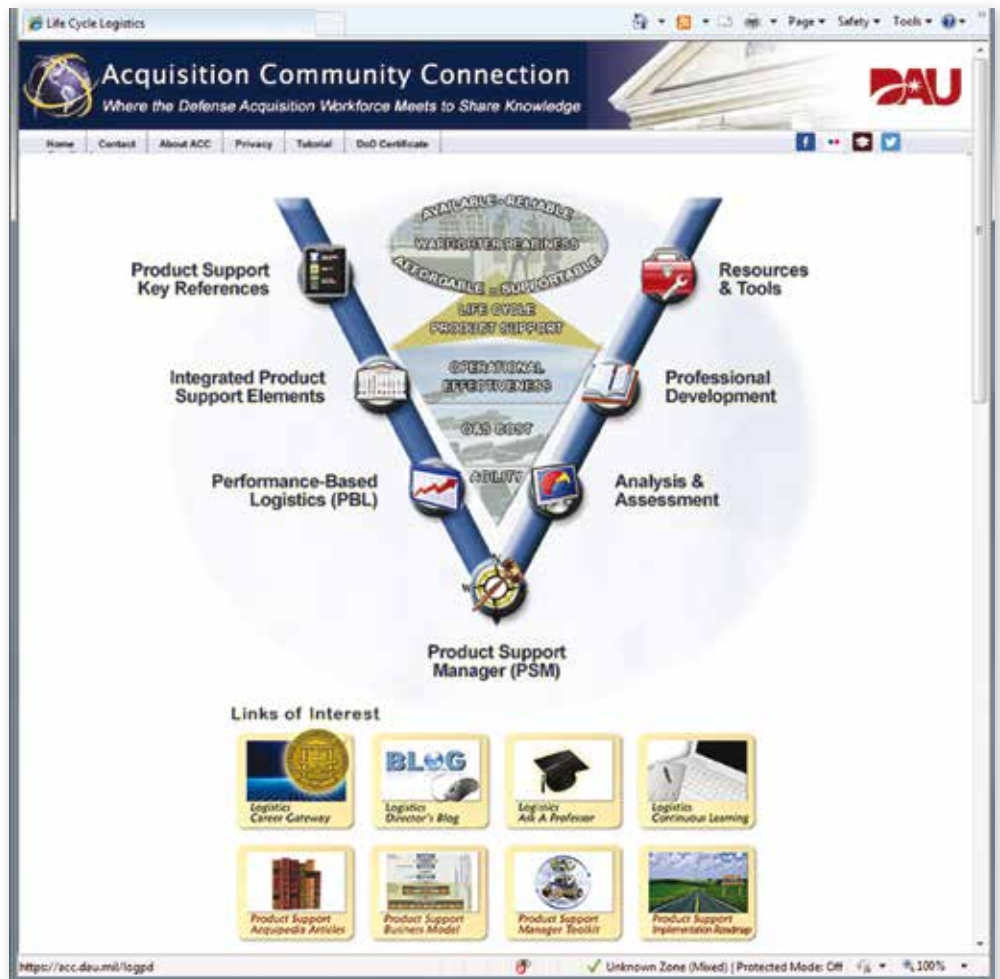 Life Cycle Logistics
Page Safety Tools
Acquisition Community Connection
Where the Defense Acquisition Workforce Meets to Share Knowledge
DAU
Home Contact About ACC Privacy Tutorial DoD Certificate
AVAILABLE - RELIABLE
WARFIGHTER READINESS
AFFORDABLE - SUPPORTABLE
LIFE CYCLE
PRODUCT SUPPORT
OPERATIONAL
EFFECTIVENESS
O&S COST
AGILITY
Product Support
Key References
Integrated Product
Support Elements
Performance-Based
Logistics (PBL)
Resources
& Tools
Professional
Development
Analysis &
Assessment
N
W
Product Support
Manager (PSM)
Links of Interest
Logistics
Career Gateway
BLOG
Logistics
Director's Blog
Logistics
Ask A Professor
Logistics
Continuous Learning
Product Support
Acquipedia Articles
Product Support
Business Model
Product Support
Manager Toolkit
Product Support
Implementation Roadmap
https://acc.dau.mil/logpd
Unknown Zone (Mixed) | Protected Mode: Off
100%